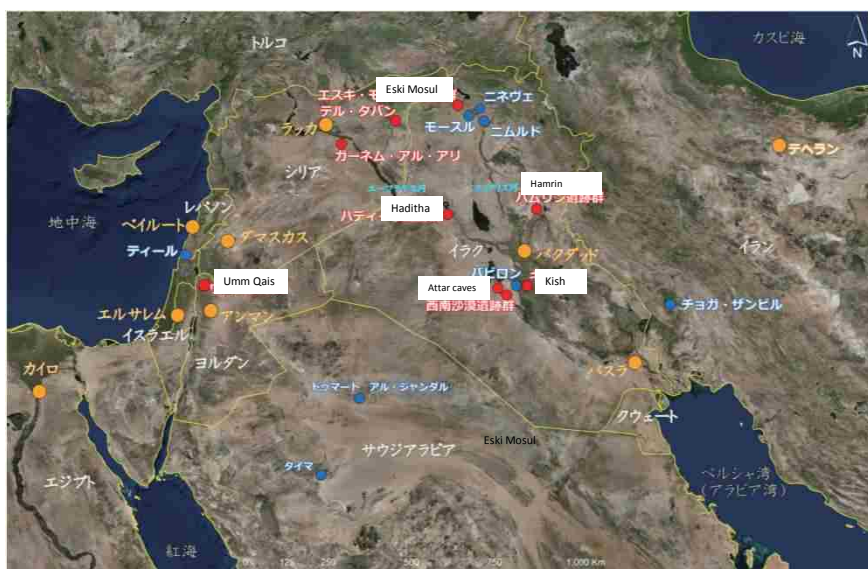 トルコ
カスピ海
N
Eski Mosul
エスキ・モ
ニネヴェ
テル・タバン
モースル
ラッカ
ニムルド
ガーネム・アル・アリ
テヘラン
シリア
Hamrin
ハムリン遺跡群
レバノン
Haditha
ハディ
地中海
ベイルート
ダマスカス
ティール
イラク
バグダッド
イラン
Umm Qais
バビロン
Attar caves
Kish
西南沙漠遺跡群
チョガ・ザンビル
エルサレム
アンマン
イスラエル
ヨルダン
カイロ
バスラ
ドゥマート アル・ジャンダル
クウェート
サウジアラビア
Eski Mosul
タイマ
エジプト
ペルシャ湾
(アラビア湾)
紅海
0 125 250 500 750 1,000 Km